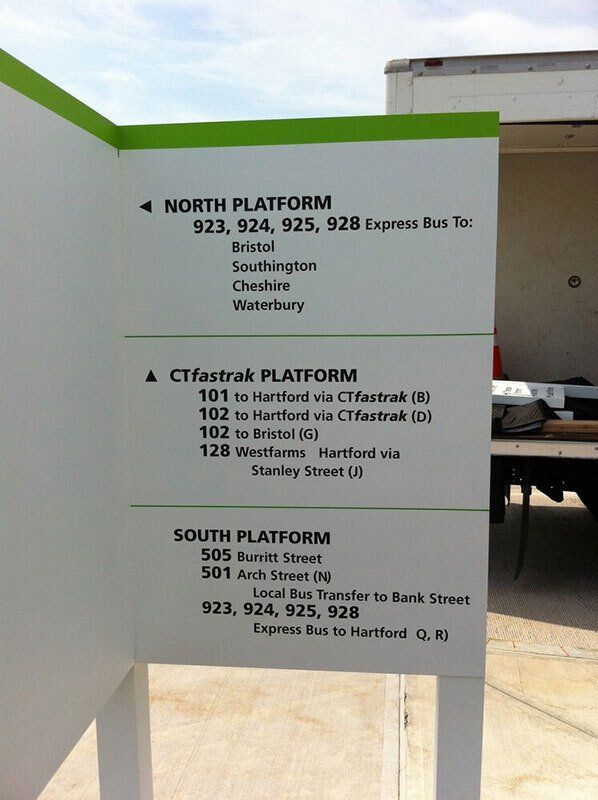 ◄ NORTH PLATFORM
923, 924, 925, 928 Express Bus To:
Bristol
Southington
Cheshire
Waterbury
▲ CTfastrak PLATFORM
101 to Hartford via CTfastrak (B)
102 to Hartford via CTfastrak (D)
102 to Bristol (G)
128 Westfarms Hartford via
Stanley Street (J)
SOUTH PLATFORM
505 Burritt Street
501 Arch Street (N)
Local Bus Transfer to Bank Street
923, 924, 925, 928
Express Bus to Hartford Q, R)